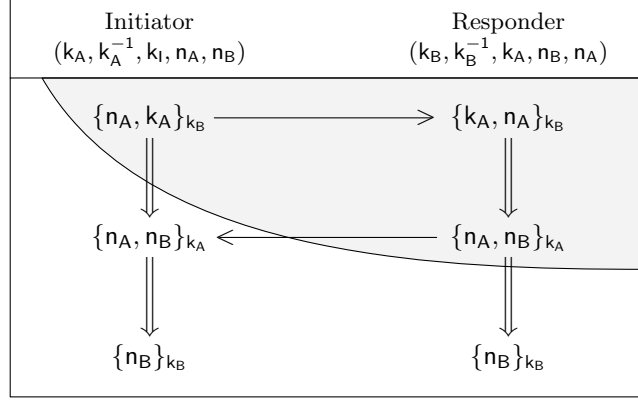 Initiator Responder
(k_A, k_A^{-1}, k_I, n_A, n_B) (k_B, k_B^{-1}, k_A, n_B, n_A)
{n_A, k_A}_{k_B} {k_A, n_A}_{k_B}
{n_A, n_B}_{k_A} {n_A, n_B}_{k_A}
{n_B}_{k_B} {n_B}_{k_B}